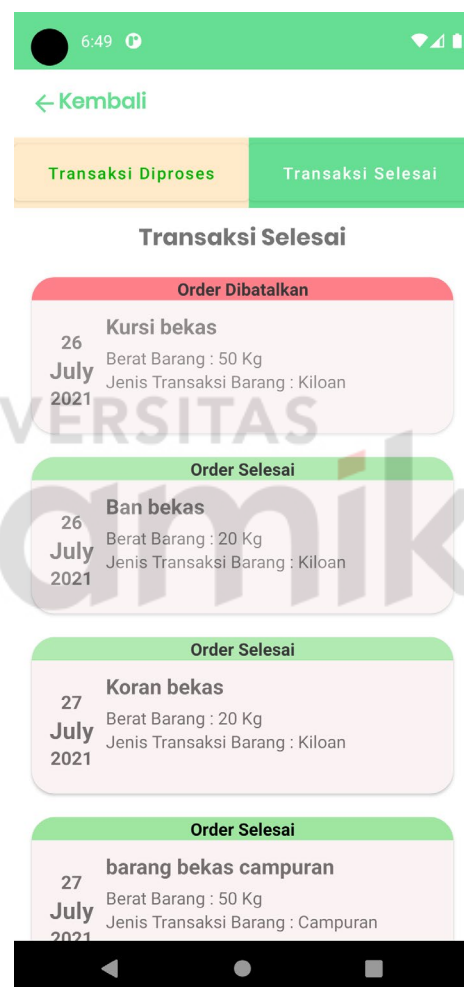 6:49
← Kembali
Transaksi Diproses
Transaksi Selesai
Transaksi Selesai
Order Dibatalkan
26
July
2021
Kursi bekas
Berat Barang : 50 Kg
Jenis Transaksi Barang : Kiloan
VERSITAS
amik
Order Selesai
26
July
2021
Ban bekas
Berat Barang : 20 Kg
Jenis Transaksi Barang : Kiloan
Order Selesai
27
July
2021
Koran bekas
Berat Barang : 20 Kg
Jenis Transaksi Barang : Kiloan
Order Selesai
27
July
2021
barang bekas campuran
Berat Barang : 50 Kg
Jenis Transaksi Barang : Campuran